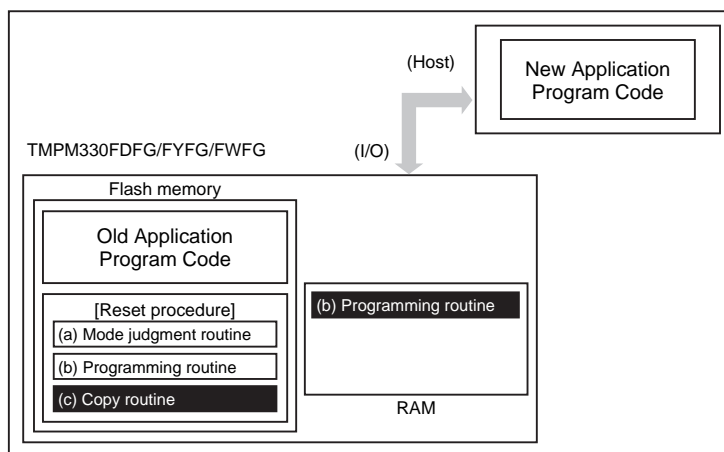 (Host)
New Application
Program Code
TMPM330FDFG/FYFG/FWFG
(I/O)
Flash memory
Old Application
Program Code
[Reset procedure]
(a) Mode judgment routine
(b) Programming routine
(c) Copy routine
(b) Programming routine
RAM